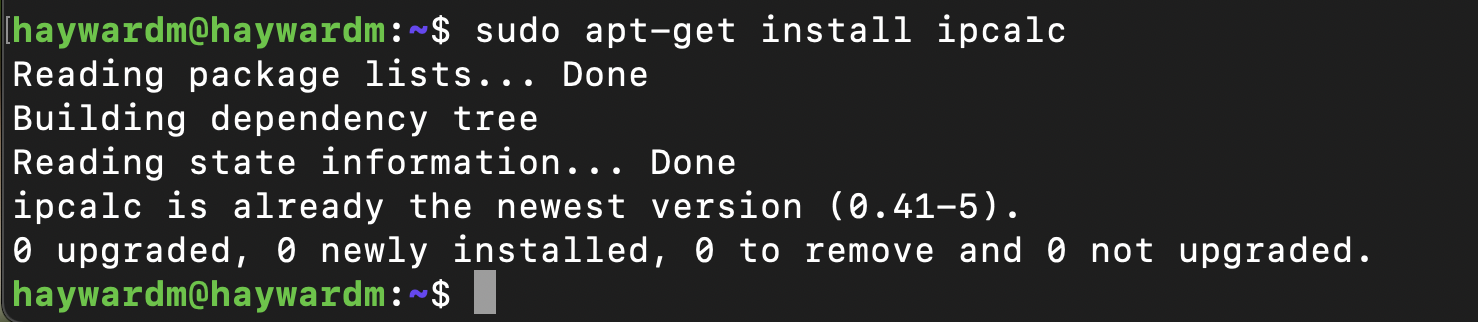 haywardm@haywardm:~$ sudo apt-get install ipcalc
Reading package lists... Done
Building dependency tree
Reading state information... Done
ipcalc is already the newest version (0.41-5).
0 upgraded, 0 newly installed, 0 to remove and 0 not upgraded.
haywardm@haywardm:~$